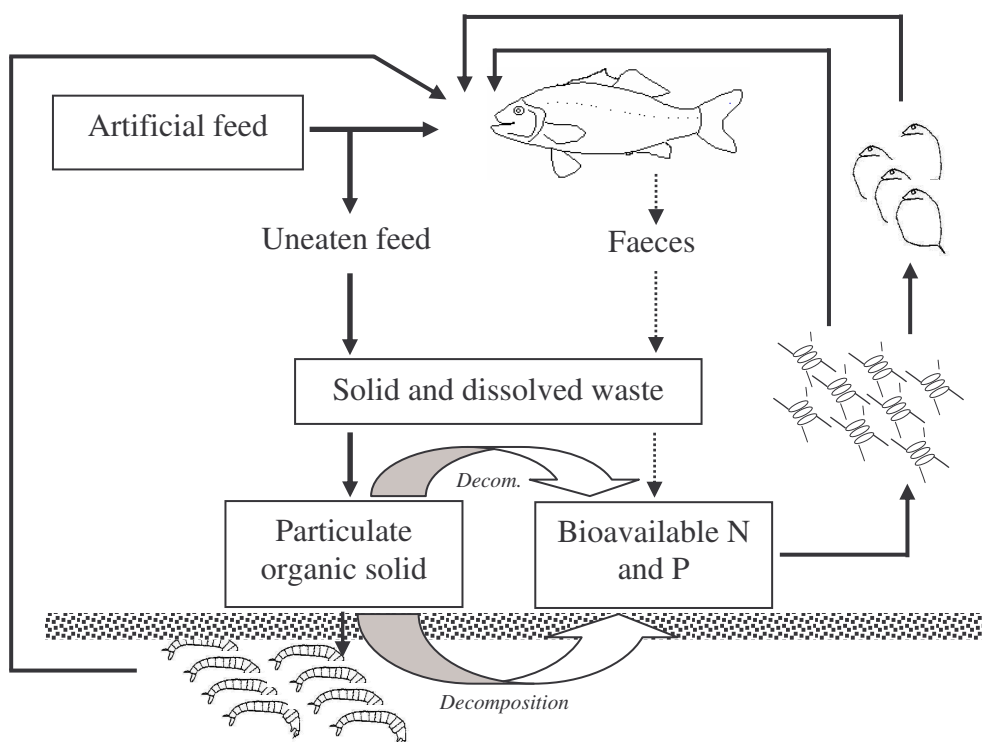 Artificial feed
Uneaten feed
Faeces
Solid and dissolved waste
Decom.
Particulate
organic solid
Bioavailable N
and P
Decomposition